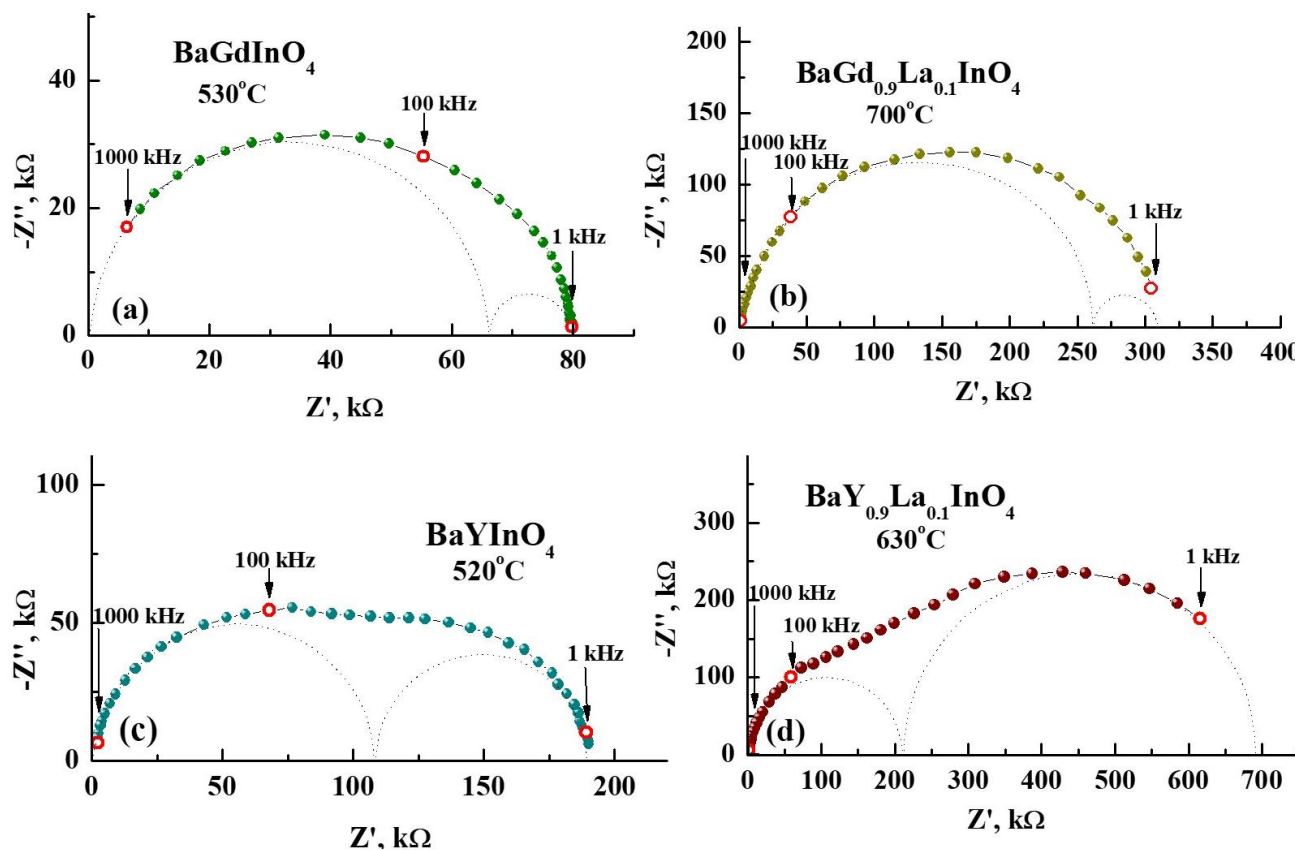 BaGdInO4
530°C
1000 kHz
100 kHz
1 kHz
(a)
-Z'', kΩ
40
20
0
0 20 40 60 80
Z', kΩ
BaGd0.9La0.1InO4
700°C
1000 kHz
100 kHz
1 kHz
(b)
-Z'', kΩ
200
150
100
50
0
0 50 100 150 200 250 300 350 400
Z', kΩ
BaYInO4
520°C
1000 kHz
100 kHz
1 kHz
(c)
-Z'', kΩ
100
50
0
0 50 100 150 200
Z', kΩ
BaY0.9La0.1InO4
630°C
1000 kHz
100 kHz
1 kHz
(d)
-Z'', kΩ
300
200
100
0
0 100 200 300 400 500 600 700
Z', kΩ